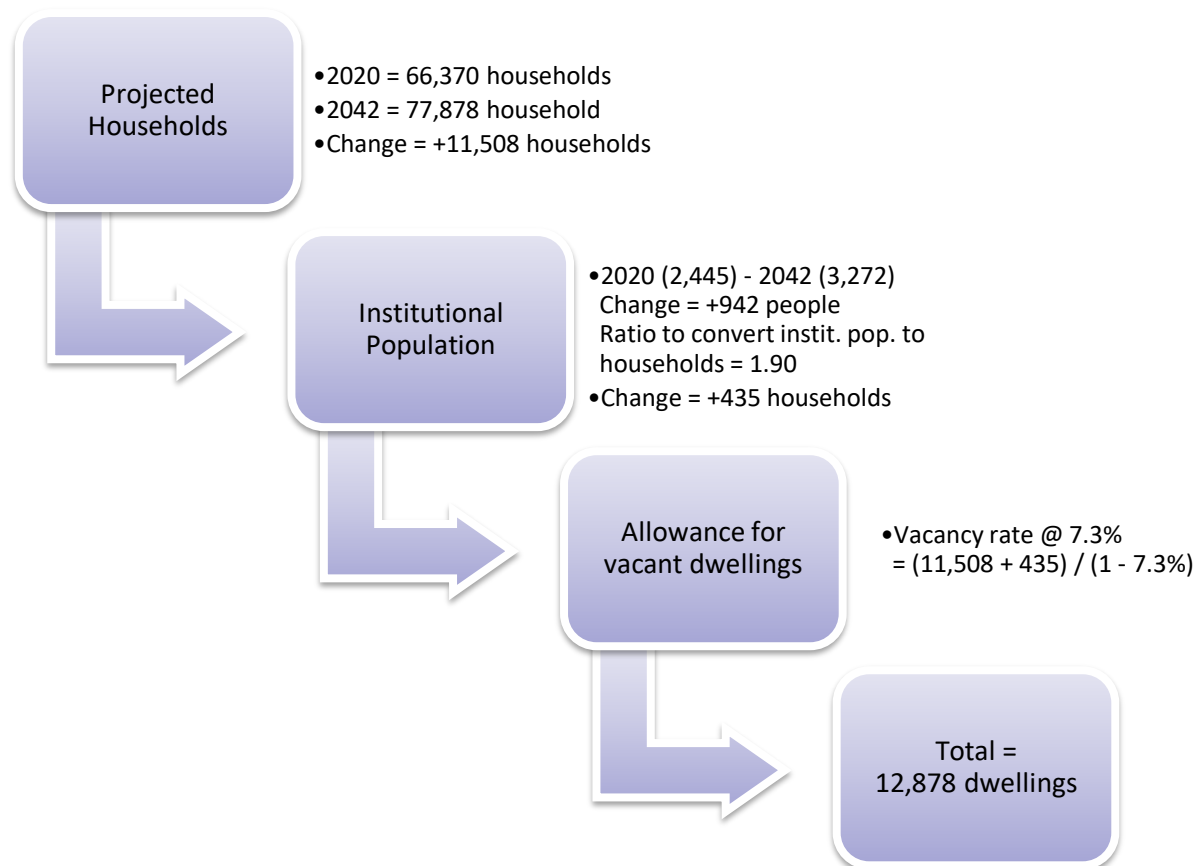 Projected
Households
•2020 = 66,370 households
•2042 = 77,878 household
•Change = +11,508 households
Institutional
Population
•2020 (2,445) - 2042 (3,272)
Change = +942 people
Ratio to convert instit. pop. to
households = 1.90
•Change = +435 households
Allowance for
vacant dwellings
•Vacancy rate @ 7.3%
= (11,508 + 435) / (1 - 7.3%)
Total =
12,878 dwellings